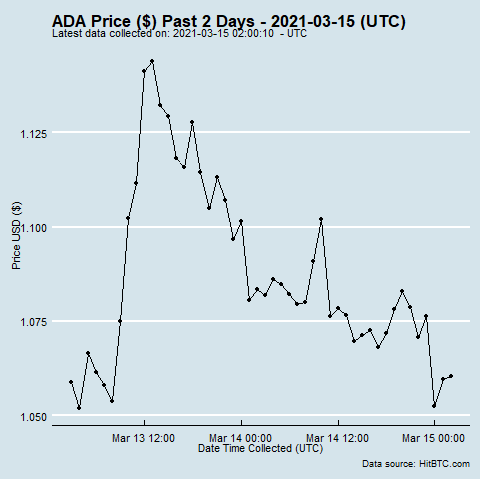 ADA Price ($) Past 2 Days - 2021-03-15 (UTC)
Latest data collected on: 2021-03-15 02:00:10  - UTC
1.125
1.100
1.075
1.050
Price USD ($)
Mar 13 12:00 Mar 14 00:00 Mar 14 12:00 Mar 15 00:00
Date Time Collected (UTC)
Data source: HitBTC.com